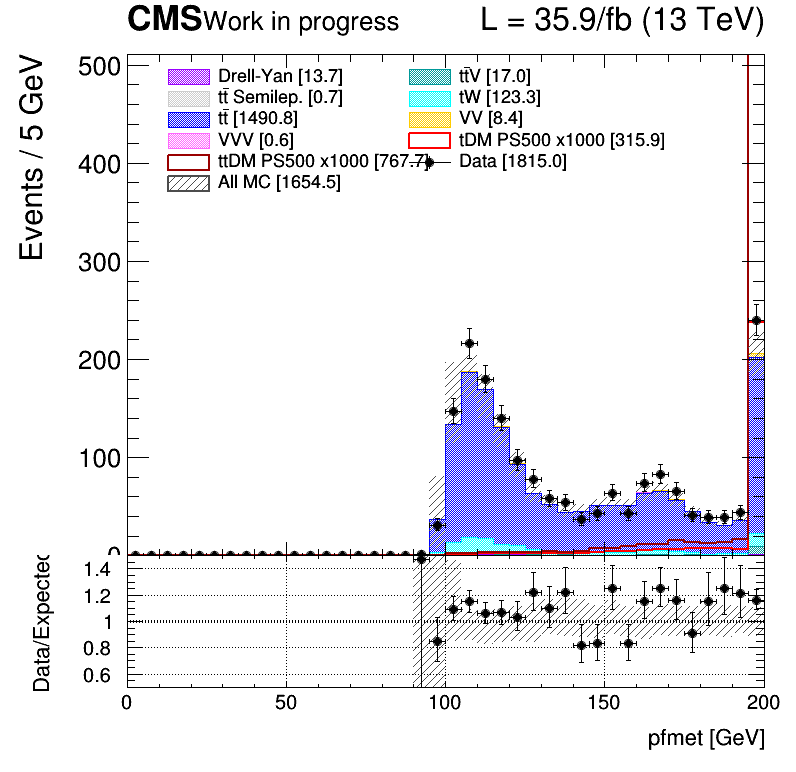 CMS Work in progress L = 35.9/fb (13 TeV)
Events / 5 GeV
500
400
300
200
100
0
Drell-Yan [13.7] tt̄V [17.0]
tt̄ Semilep. [0.7] tW [123.3]
tt̄ [1490.8] VV [8.4]
VVV [0.6] tDM PS500 x1000 [315.9]
ttDM PS500 x1000 [767.7] Data [1815.0]
All MC [1654.5]
Data/Expected
1.4
1.2
1
0.8
0.6
0 50 100 150 200
pfmet [GeV]